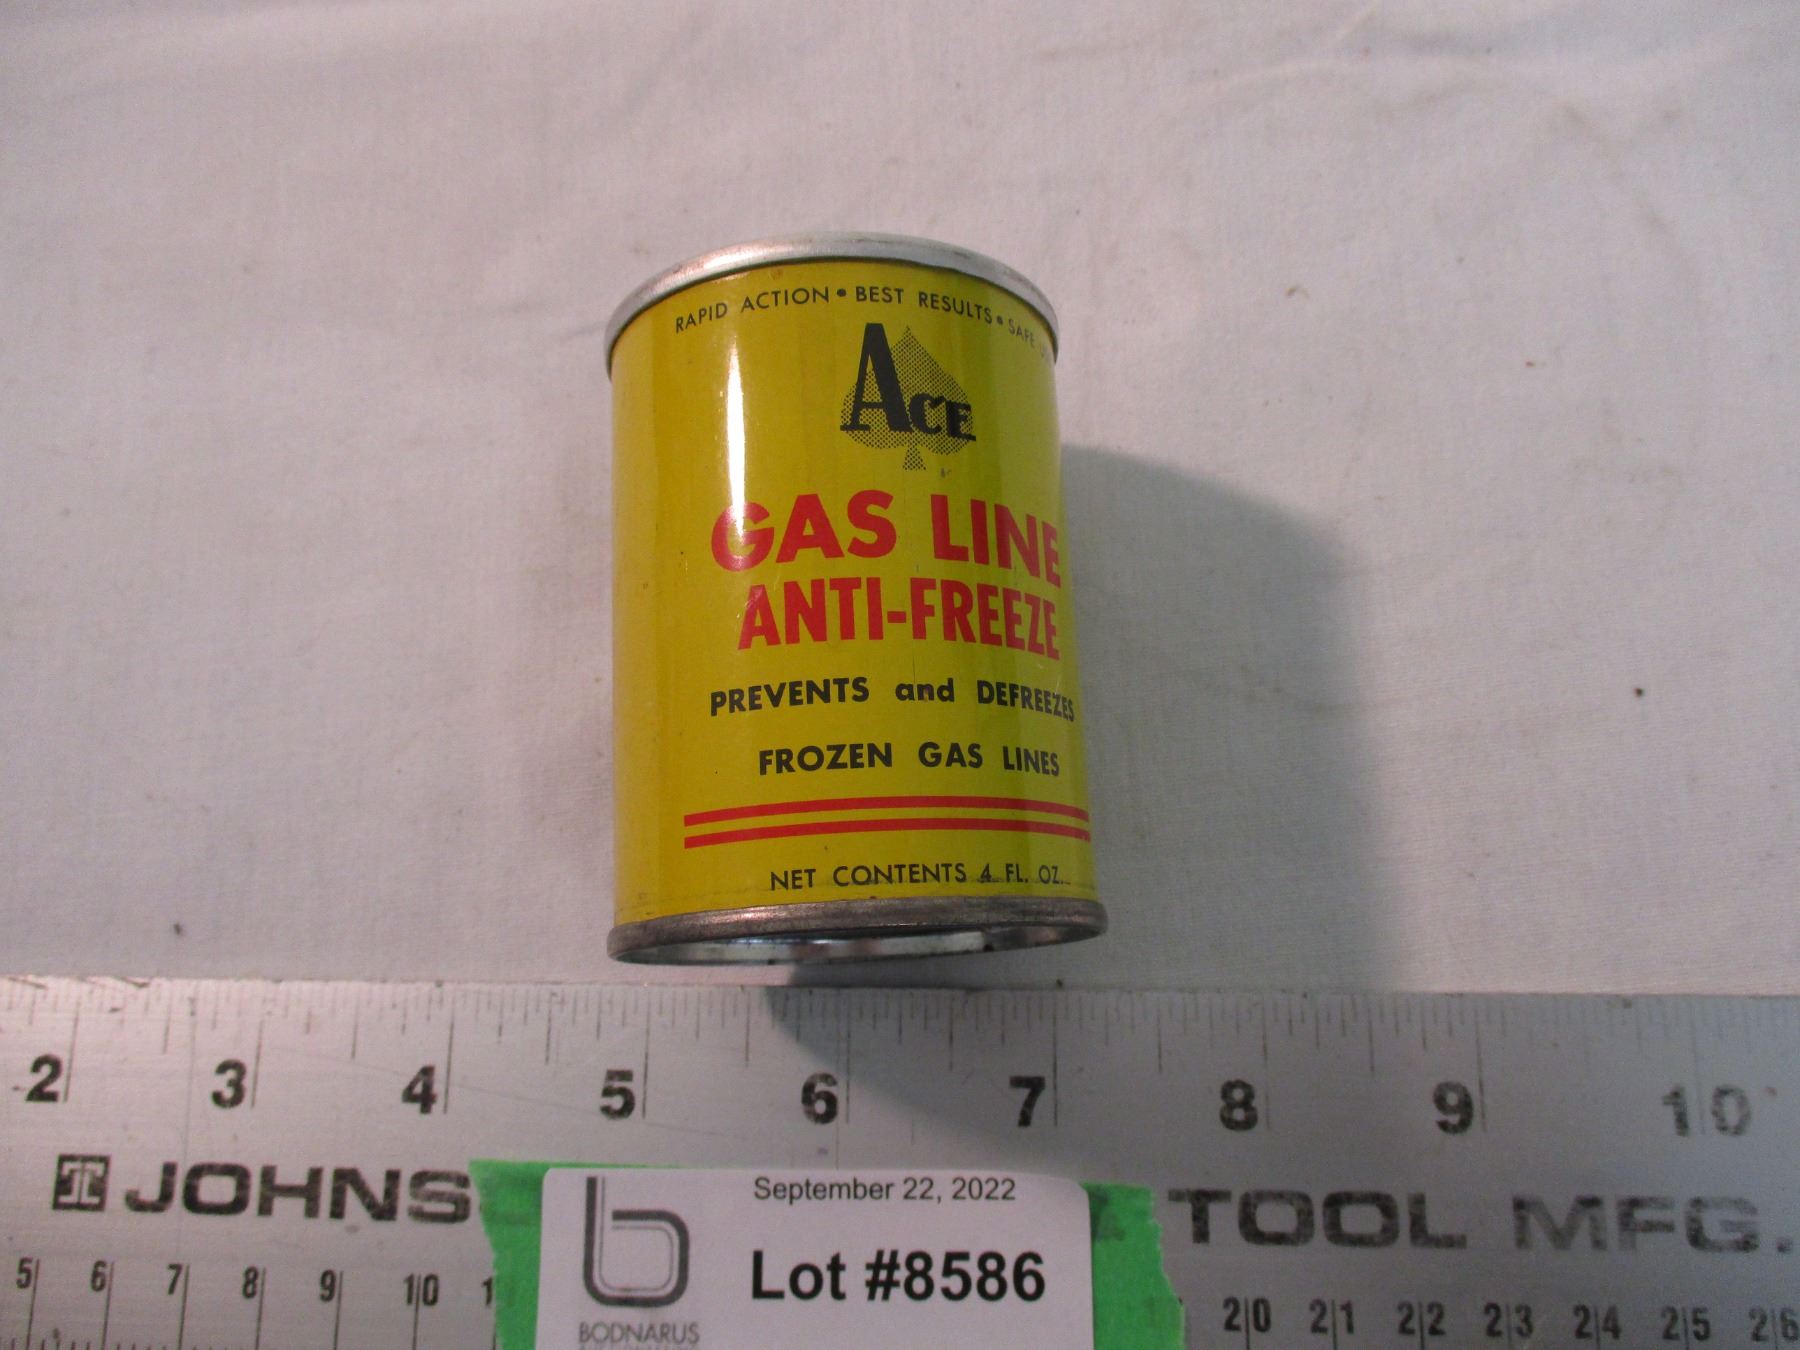 RAPID ACTION • BEST RESULTS • SAFE
ACE
GAS LINE
ANTI-FREEZE
PREVENTS and DEFREEZES
FROZEN GAS LINES
NET CONTENTS 4 FL. OZ.
2 3 4 5 6 7 8 9 10
JOHNS TOOL MFG.
5 6 7 8 9 10 20 21 22 23 24 25 26
September 22, 2022
Lot #8586
BODNARUS